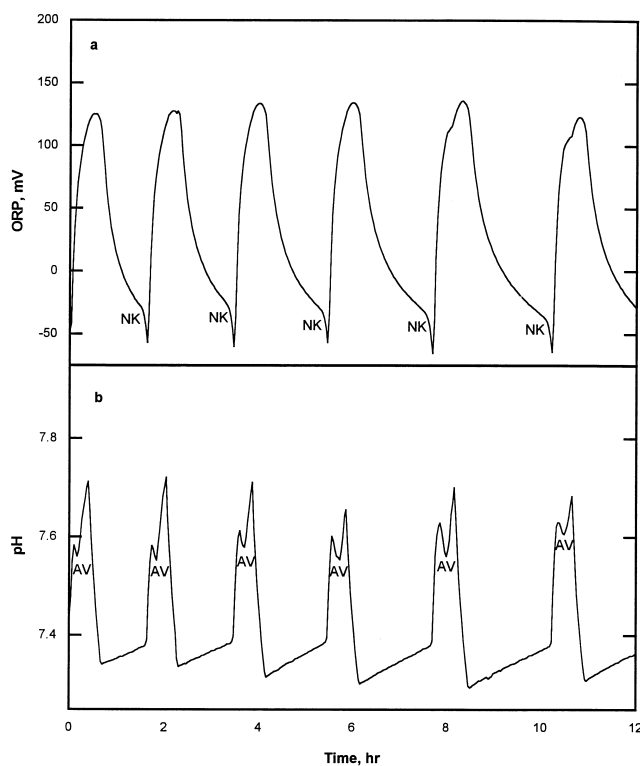 200
a
150
100
50
0
-50
ORP, mV
NK
NK
NK
NK
NK
b
7.8
7.6
7.4
pH
AV
AV
AV
AV
AV
AV
0
2
4
6
8
10
12
Time, hr